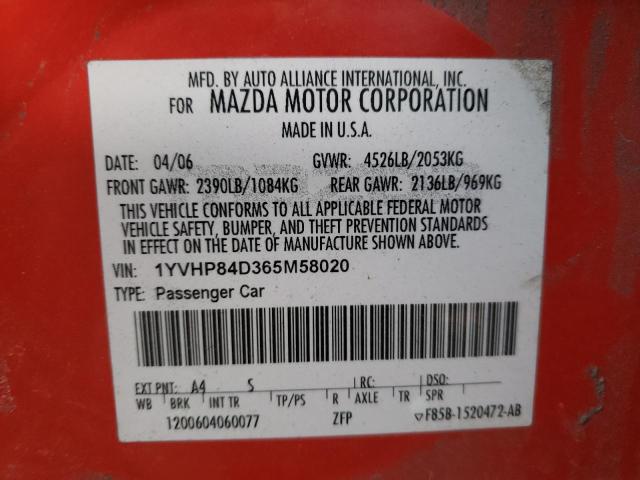 MFD. BY AUTO ALLIANCE INTERNATIONAL, INC.
FOR MAZDA MOTOR CORPORATION
MADE IN U.S.A.
DATE: 04/06 GVWR: 4526LB/2053KG
FRONT GAWR: 2390LB/1084KG REAR GAWR: 2136LB/969KG
THIS VEHICLE CONFORMS TO ALL APPLICABLE FEDERAL MOTOR
VEHICLE SAFETY, BUMPER, AND THEFT PREVENTION STANDARDS
IN EFFECT ON THE DATE OF MANUFACTURE SHOWN ABOVE.
VIN: 1YVHP84D365M58020
TYPE: Passenger Car
EXT PNT: A4 S RC: DSO:
WB BRK INT TR TP/PS R AXLE TR SPR
1200604060077 ZFP ▽F85B-1520472-AB